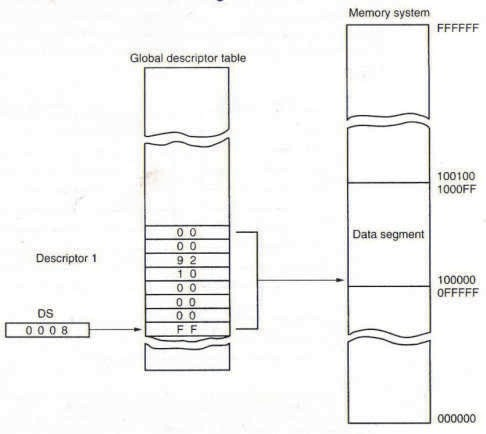 Memory system
FFFFFF
Global descriptor table
100100
1000FF
0 0
0 0
Data segment
9 2
Descriptor 1
1 0
0 0
100000
0FFFFF
0 0
DS
0 0
0 0 0 8
F F
000000